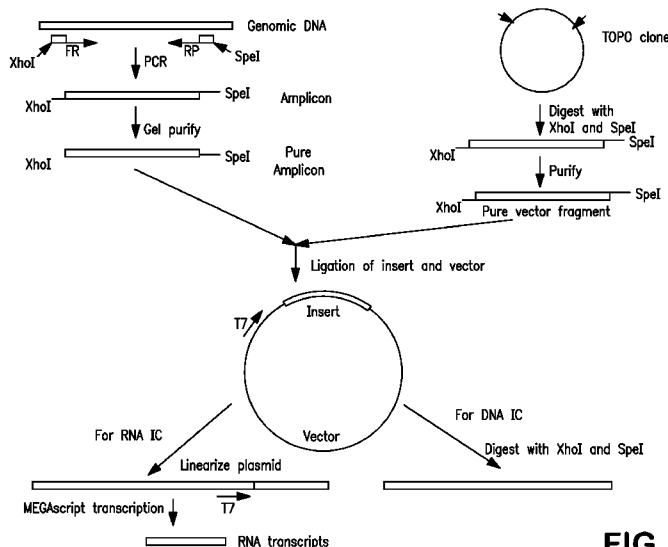 Genomic DNA
FR
RP
XhoI
SpeI
PCR
XhoI
SpeI
Amplicon
Gel purify
XhoI
SpeI
Pure
Amplicon
TOPO clone
Digest with
XhoI and SpeI
XhoI
SpeI
Purify
XhoI
SpeI
Pure vector fragment
Ligation of insert and vector
T7
Insert
Vector
For RNA IC
For DNA IC
Linearize plasmid
Digest with XhoI and SpeI
MEGAscript transcription
T7
RNA transcripts
FIG